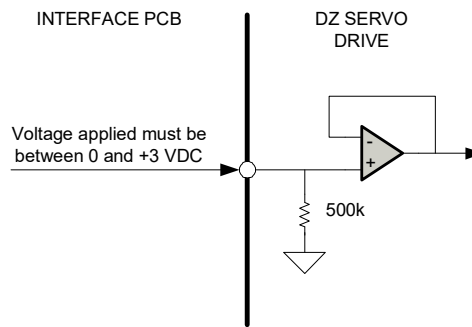 INTERFACE PCB
DZ SERVO
DRIVE
Voltage applied must be
between 0 and +3 VDC
-
+
500k